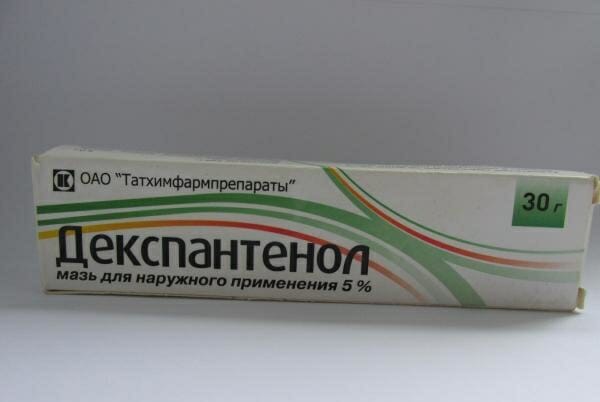 ОАО "Татхимфармпрепараты"
30 г
Декспантенол
мазь для наружного применения 5 %